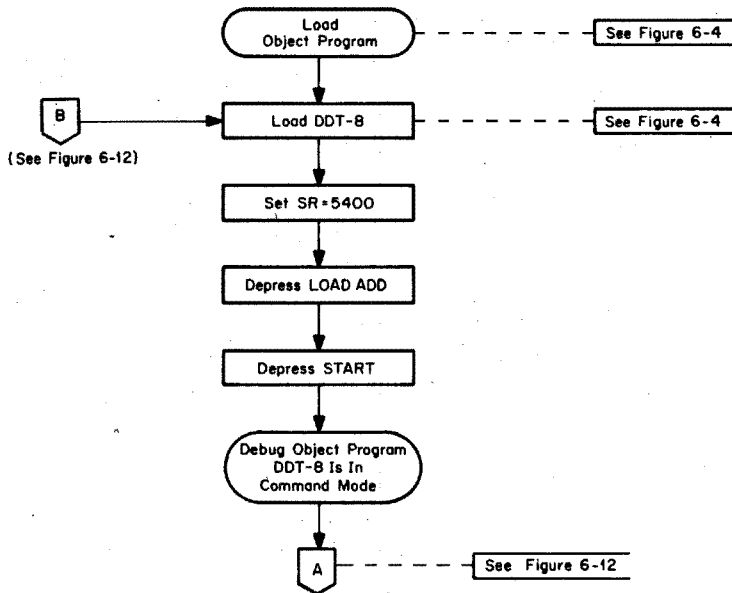 Load
Object Program
See Figure 6-4
B
(See Figure 6-12)
Load DDT-8
See Figure 6-4
Set SR=5400
Depress LOAD ADD
Depress START
Debug Object Program
DDT-8 Is In
Command Mode
A
See Figure 6-12